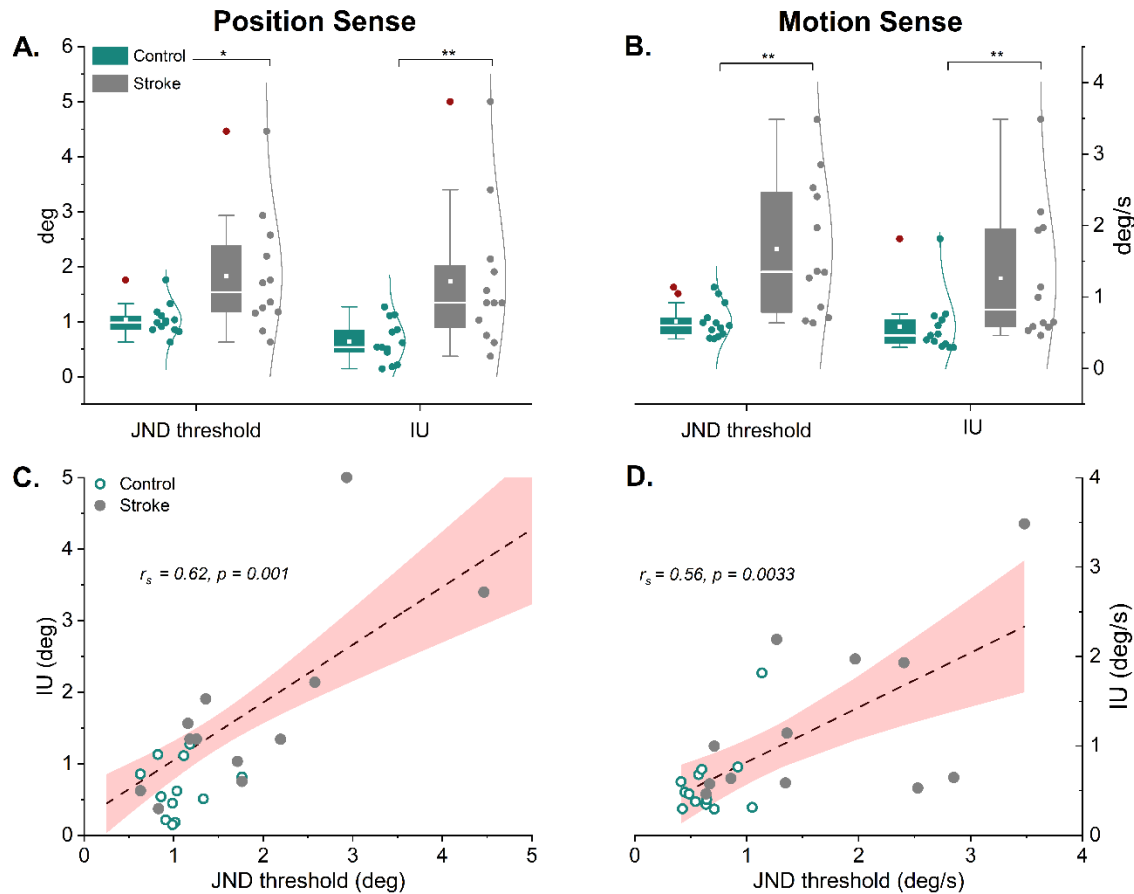 Position Sense
Motion Sense
A.
B.
Control
Stroke
*
**
**
**
6
5
4
3
2
1
0
deg
4
3
2
1
0
deg/s
JND threshold
IU
JND threshold
IU
C.
D.
Control
Stroke
r_s = 0.62, p = 0.001
r_s = 0.56, p = 0.0033
5
4
3
2
1
0
IU (deg)
4
3
2
1
0
IU (deg/s)
0 1 2 3 4 5
JND threshold (deg)
0 1 2 3 4
JND threshold (deg/s)